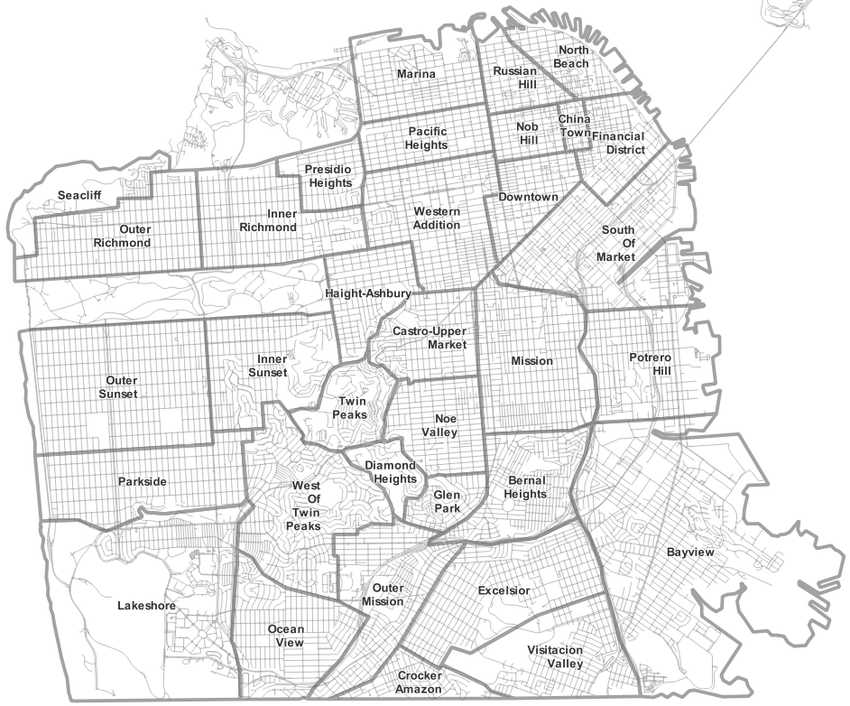 North
Beach
Marina
Russian
Hill
China
Town
Nob
Hill
Pacific
Heights
Financial
District
Presidio
Heights
Seacliff
Downtown
Western
Addition
Inner
Richmond
Outer
Richmond
South
Of
Market
Haight-Ashbury
Castro-Upper
Market
Mission
Potrero
Hill
Inner
Sunset
Outer
Sunset
Twin
Peaks
Noe
Valley
Diamond
Heights
Parkside
West
Of
Twin
Peaks
Glen
Park
Bernal
Heights
Bayview
Lakeshore
Outer
Mission
Excelsior
Ocean
View
Visitacion
Valley
Crocker
Amazon